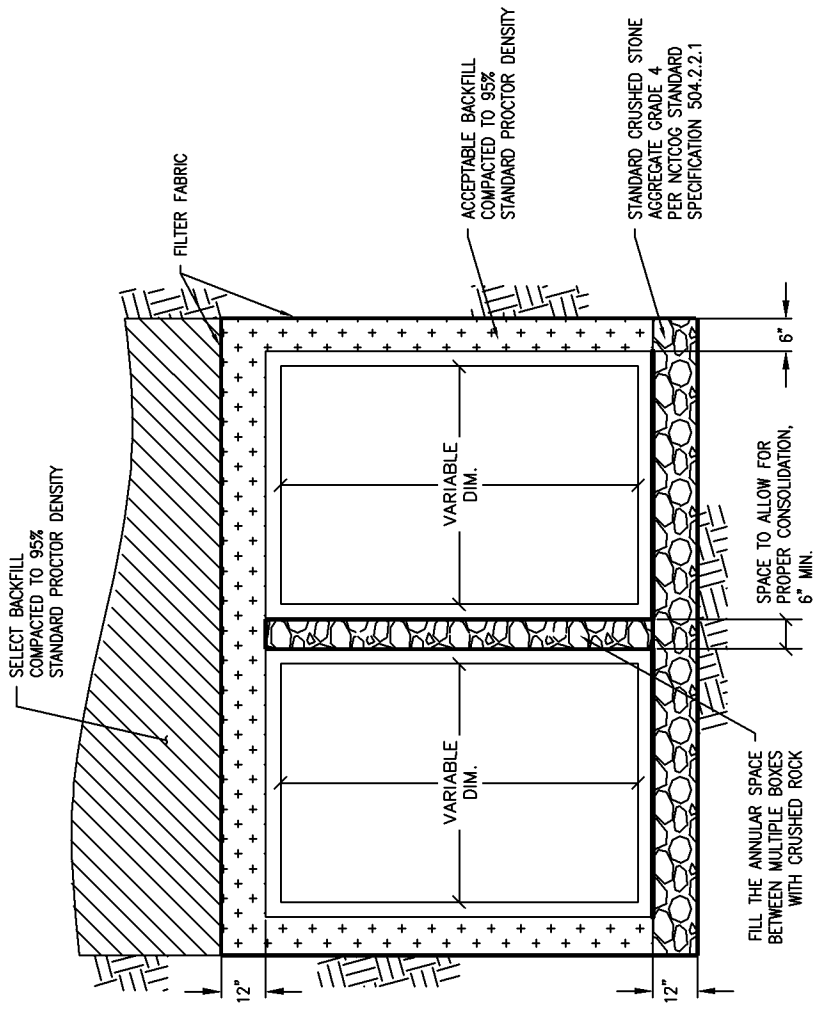 SELECT BACKFILL
COMPACTED TO 95%
STANDARD PROCTOR DENSITY
FILTER FABRIC
ACCEPTABLE BACKFILL
COMPACTED TO 95%
STANDARD PROCTOR DENSITY
STANDARD CRUSHED STONE
AGGREGATE GRADE 4
PER NCTCOG STANDARD
SPECIFICATION 504.2.2.1
12"
VARIABLE
DIM.
VARIABLE
DIM.
12"
6"
SPACE TO ALLOW FOR
PROPER CONSOLIDATION,
6" MIN.
FILL THE ANNULAR SPACE
BETWEEN MULTIPLE BOXES
WITH CRUSHED ROCK